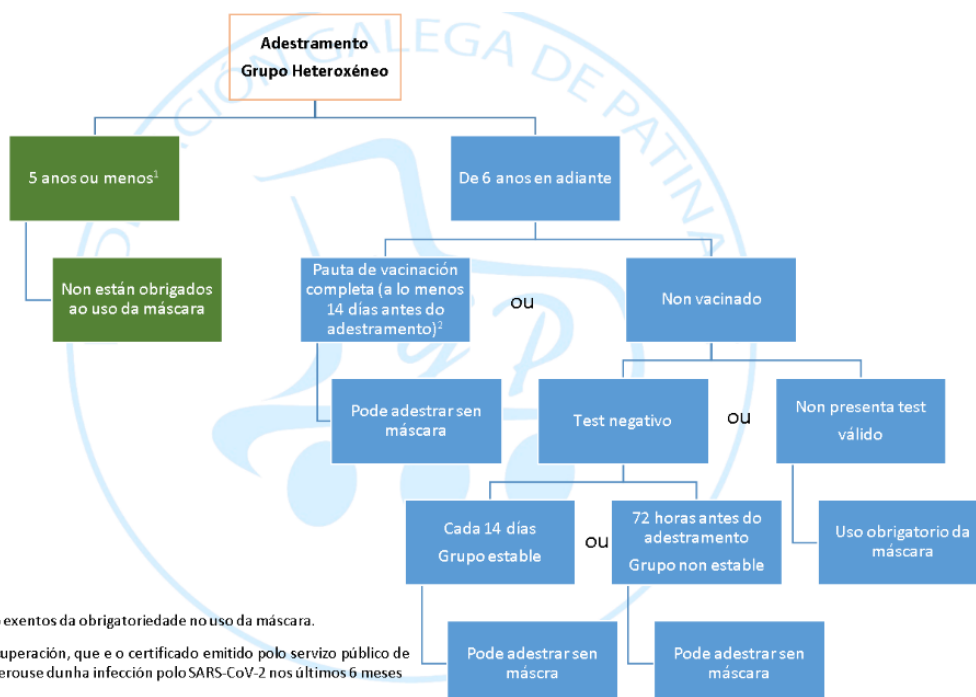 Adestramento
Grupo Heteroxéneo
FEDERACIÓN GALEGA DE PATINA
5 anos ou menos¹
De 6 anos en adiante
Non están obrigados
ao uso da máscara
Pauta de vacinación
completa (a lo menos
14 días antes do
adestramento)²
ou
Non vacinado
Pode adestrar sen
máscara
Test negativo
ou
Non presenta test
válido
Cada 14 días
Grupo estable
ou
72 horas antes do
adestramento
Grupo non estable
Uso obrigatorio da
máscara
Pode adestrar sen
máscra
Pode adestrar sen
máscara
exentos da obrigatoriedade no uso da máscara.
uperación, que e o certificado emitido polo servizo público de
erouse dunha infección polo SARS-CoV-2 nos últimos 6 meses